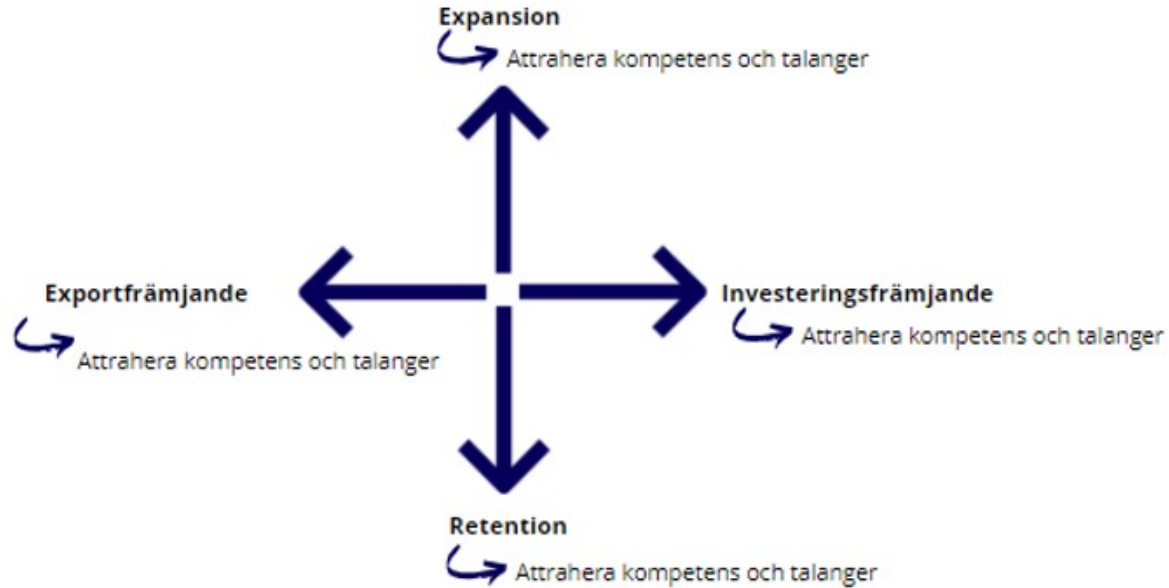 Expansion
Attrahera kompetens och talanger
Exportfrämjande
Attrahera kompetens och talanger
Investeringsfrämjande
Attrahera kompetens och talanger
Retention
Attrahera kompetens och talanger